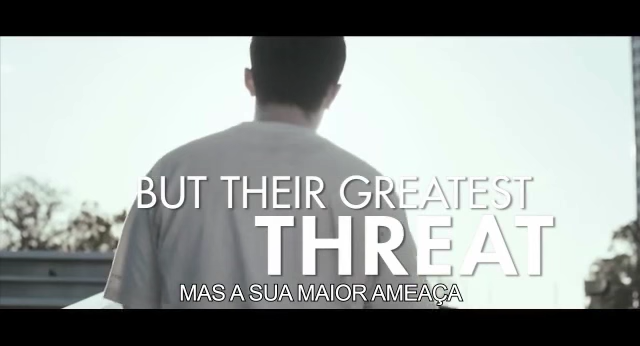 BUT THEIR GREATEST
THREAT
MAS A SUA MAIOR AMEAÇA